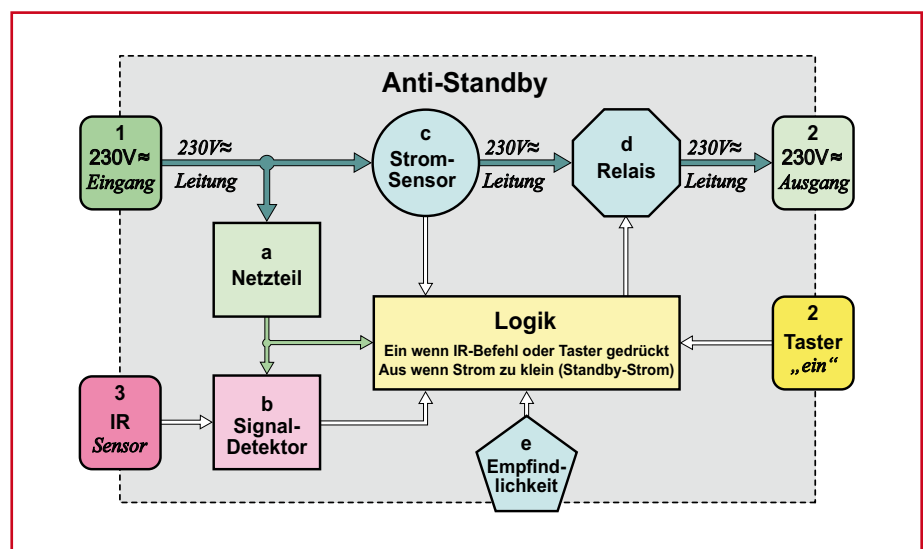 Anti-Standby
1
230V≈
Eingang
230V≈
Leitung
c
Strom-
Sensor
230V≈
Leitung
d
Relais
230V≈
Leitung
2
230V≈
Ausgang
a
Netzteil
Logik
Ein wenn IR-Befehl oder Taster gedrückt
Aus wenn Strom zu klein (Standby-Strom)
2
Taster
„ein“
3
IR
Sensor
b
Signal-
Detektor
e
Empfind-
lichkeit